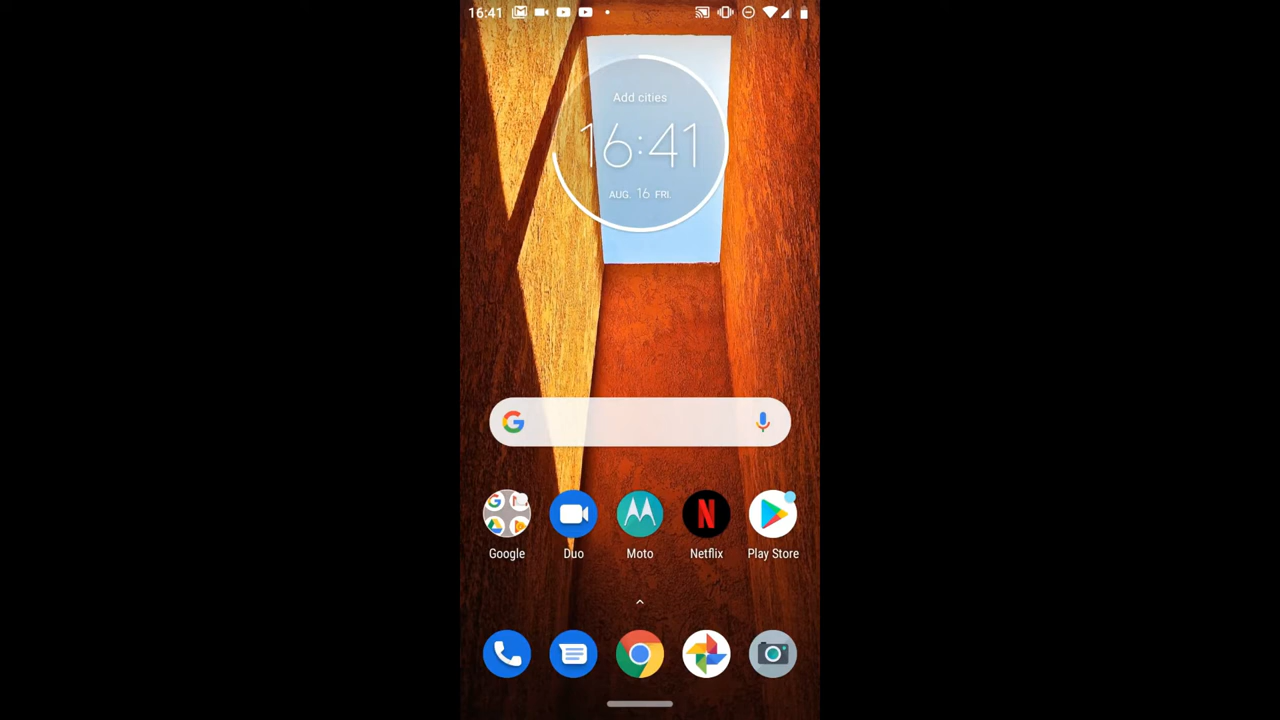 16:41
Add cities
16:41
AUG. 16 FRI.
Google
Duo
Moto
Netflix
Play Store